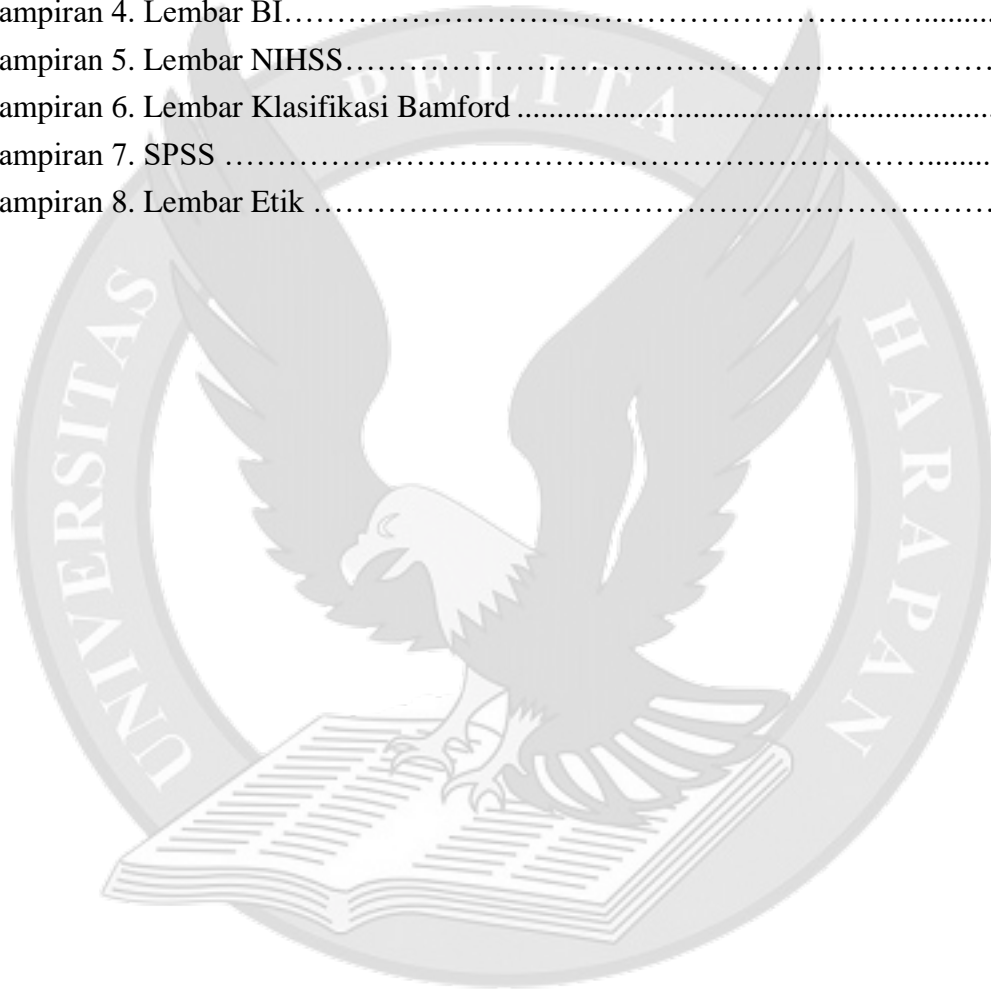 ampiran 4. Lembar BI…………………………………………………….........
ampiran 5. Lembar NIHSS……………………………………………………
ampiran 6. Lembar Klasifikasi Bamford ............................................................
ampiran 7. SPSS …………………………………………………………….........
ampiran 8. Lembar Etik …………………………………………………………
UNIVERSITAS PELITA HARAPAN